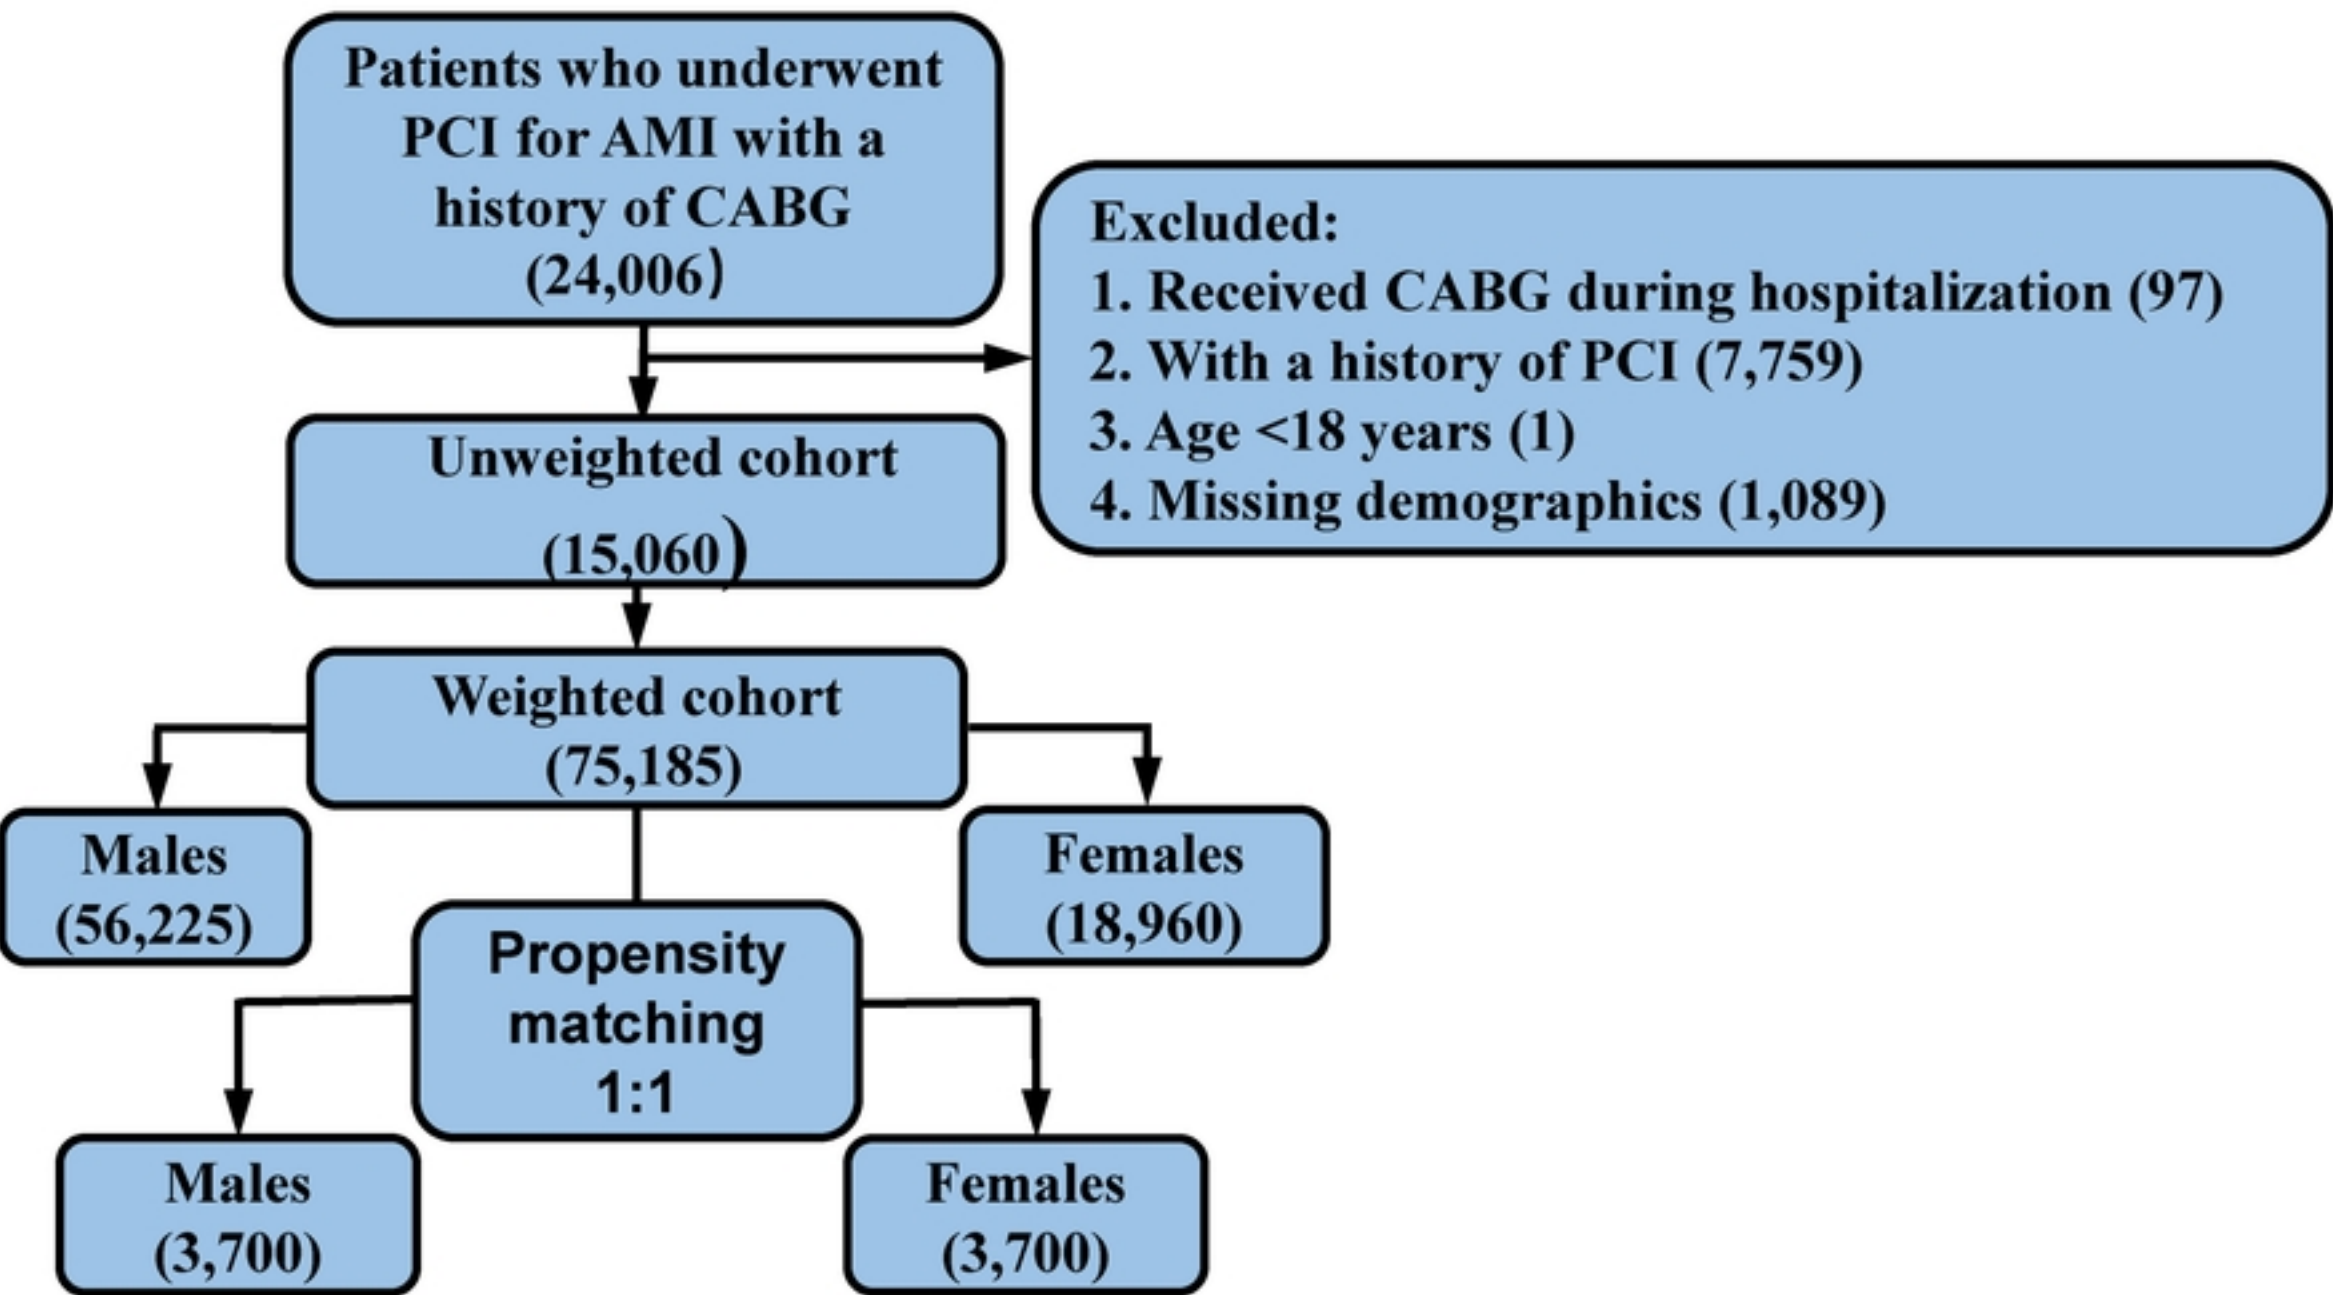 Patients who underwent
PCI for AMI with a
history of CABG
(24,006)
Excluded:
1. Received CABG during hospitalization (97)
2. With a history of PCI (7,759)
3. Age <18 years (1)
4. Missing demographics (1,089)
Unweighted cohort
(15,060)
Weighted cohort
(75,185)
Males
(56,225)
Females
(18,960)
Propensity
matching
1:1
Males
(3,700)
Females
(3,700)